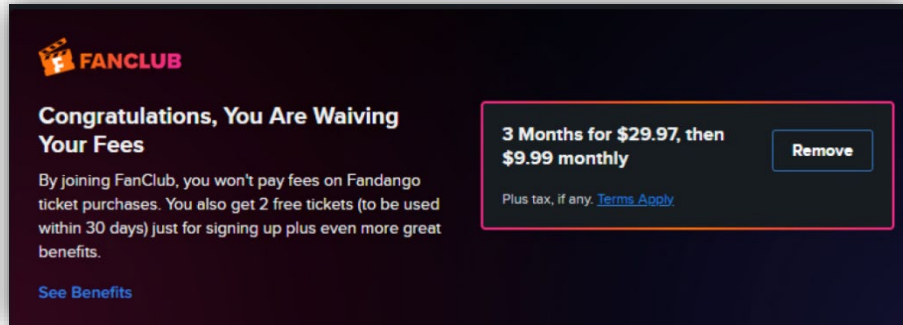 FANCLUB
Congratulations, You Are Waiving
Your Fees
By joining FanClub, you won't pay fees on Fandango
ticket purchases. You also get 2 free tickets (to be used
within 30 days) just for signing up plus even more great
benefits.
See Benefits
3 Months for $29.97, then
$9.99 monthly
Remove
Plus tax, if any. Terms Apply